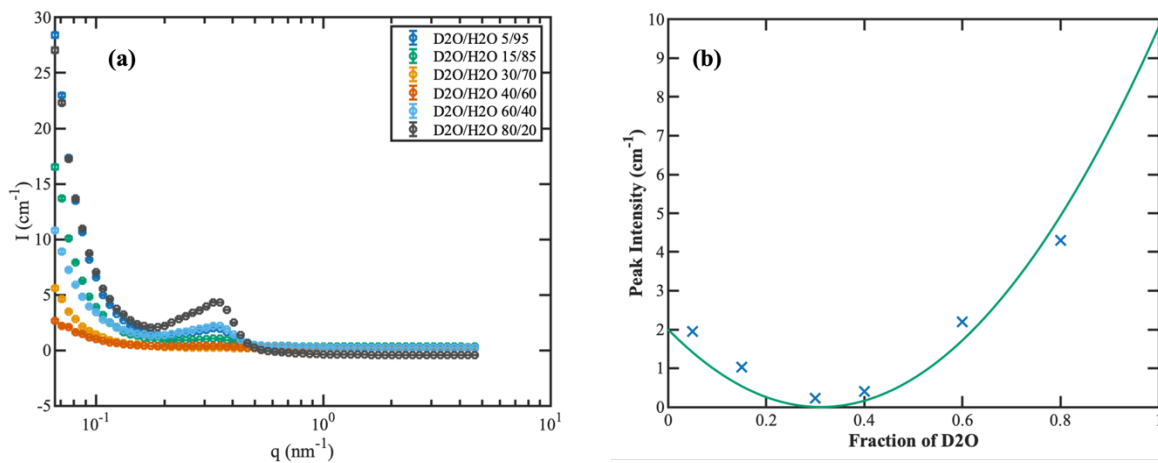 (a)
30
25
20
15
10
5
0
-5
I (cm-1)
10-1
100
101
q (nm-1)
D2O/H2O 5/95
D2O/H2O 15/85
D2O/H2O 30/70
D2O/H2O 40/60
D2O/H2O 60/40
D2O/H2O 80/20
(b)
10
9
8
7
6
5
4
3
2
1
0
Peak Intensity (cm-1)
0
0.2
0.4
0.6
0.8
Fraction of D2O